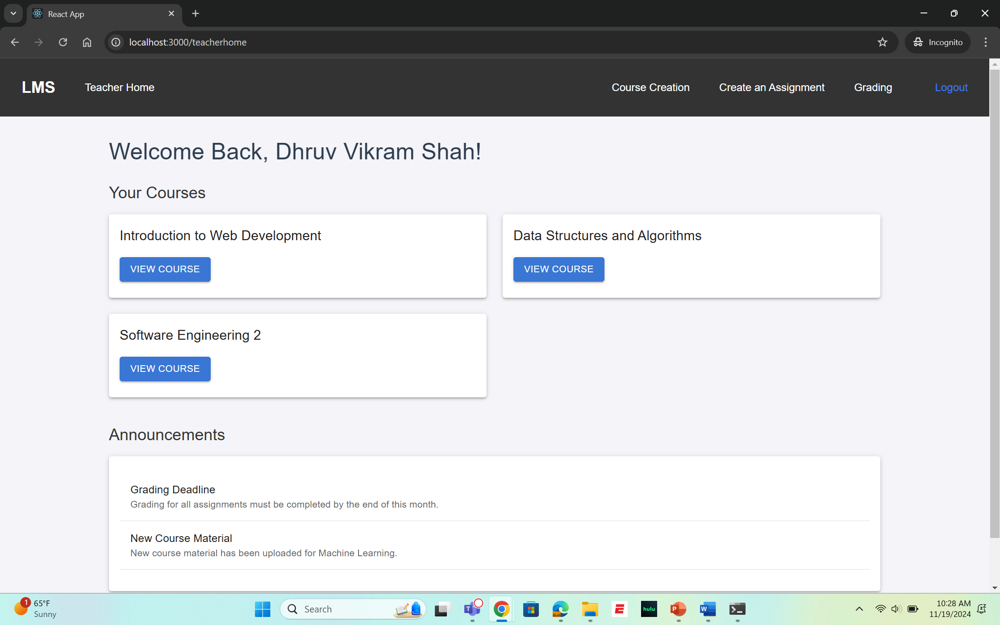 React App
localhost:3000/teacherhome
Incognito
LMS
Teacher Home
Course Creation
Create an Assignment
Grading
Logout
Welcome Back, Dhruv Vikram Shah!
Your Courses
Introduction to Web Development
VIEW COURSE
Data Structures and Algorithms
VIEW COURSE
Software Engineering 2
VIEW COURSE
Announcements
Grading Deadline
Grading for all assignments must be completed by the end of this month.
New Course Material
New course material has been uploaded for Machine Learning.
1
65°F
Sunny
Search
T
E
hulu
P
W
10:28 AM
11/19/2024